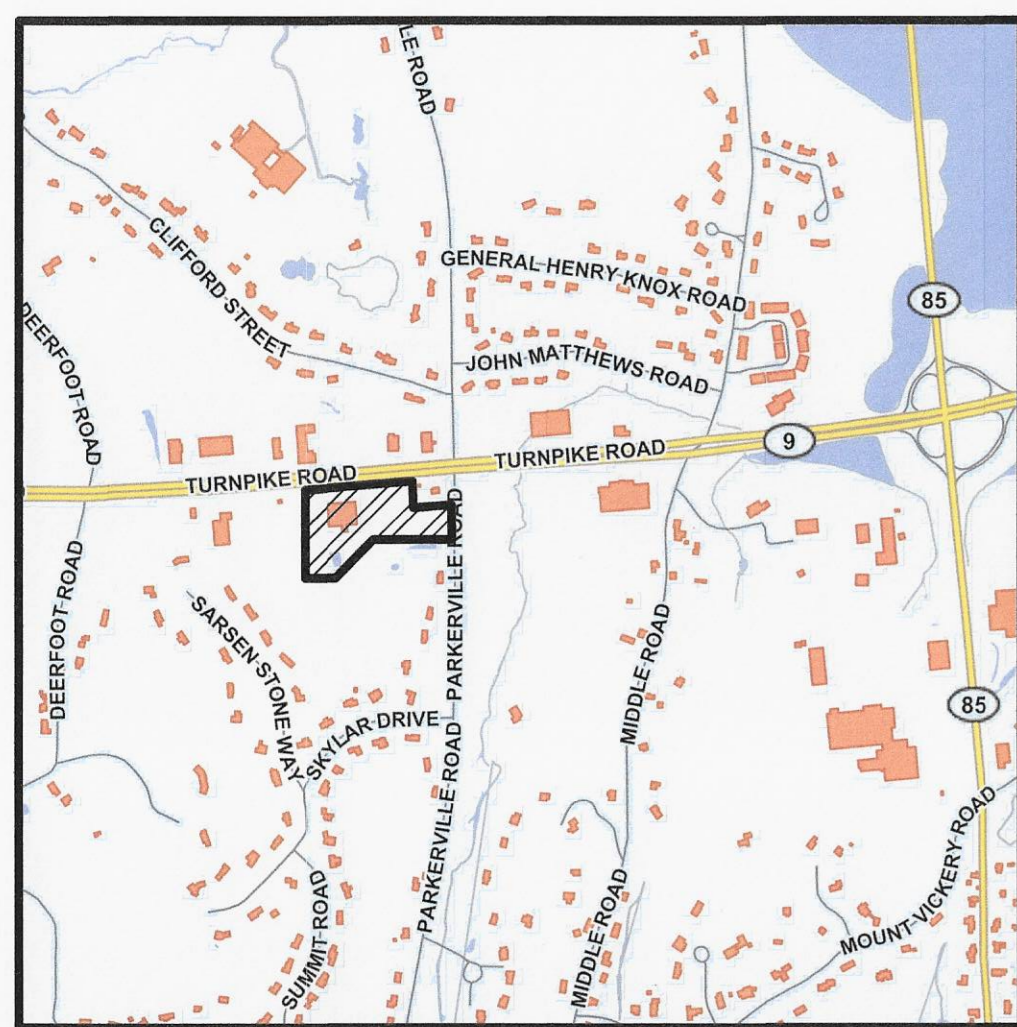 LE-ROAD
CLIFFORD STREET
GENERAL-HENRY-KNOX-ROAD
85
DEERFOOT-ROAD
JOHN MATTHEWS-ROAD
9
TURNPIKE ROAD
TURNPIKE ROAD
PARKERVILLE-ROAD
DEERFOOT-ROAD
SARSEN-STONE-WAY
MIDDLE-ROAD
85
SKYLAR-DRIVE
PARKERVILLE-ROAD
MOUNT-VICKERY-ROAD
SUMMIT-ROAD
MIDDLE-ROAD